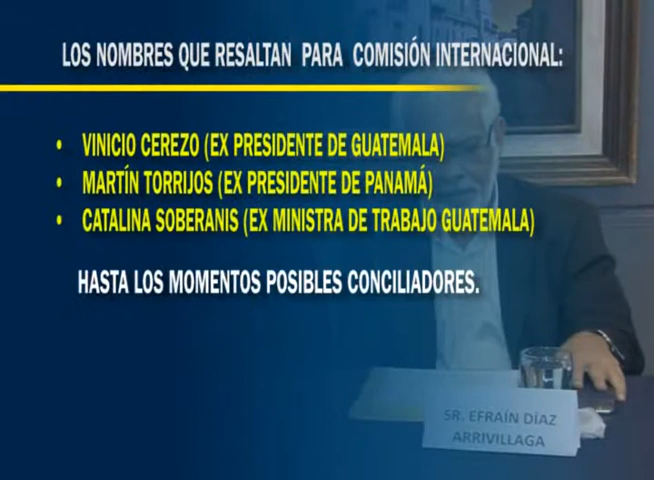 LOS NOMBRES QUE RESALTAN PARA COMISIÓN INTERNACIONAL:
• VINICIO CEREZO (EX PRESIDENTE DE GUATEMALA)
• MARTÍN TORRIJOS (EX PRESIDENTE DE PANAMÁ)
• CATALINA SOBERANIS (EX MINISTRA DE TRABAJO GUATEMALA)
HASTA LOS MOMENTOS POSIBLES CONCILIADORES.
SR. EFRAÍN DÍAZ
ARRIVILLAGA